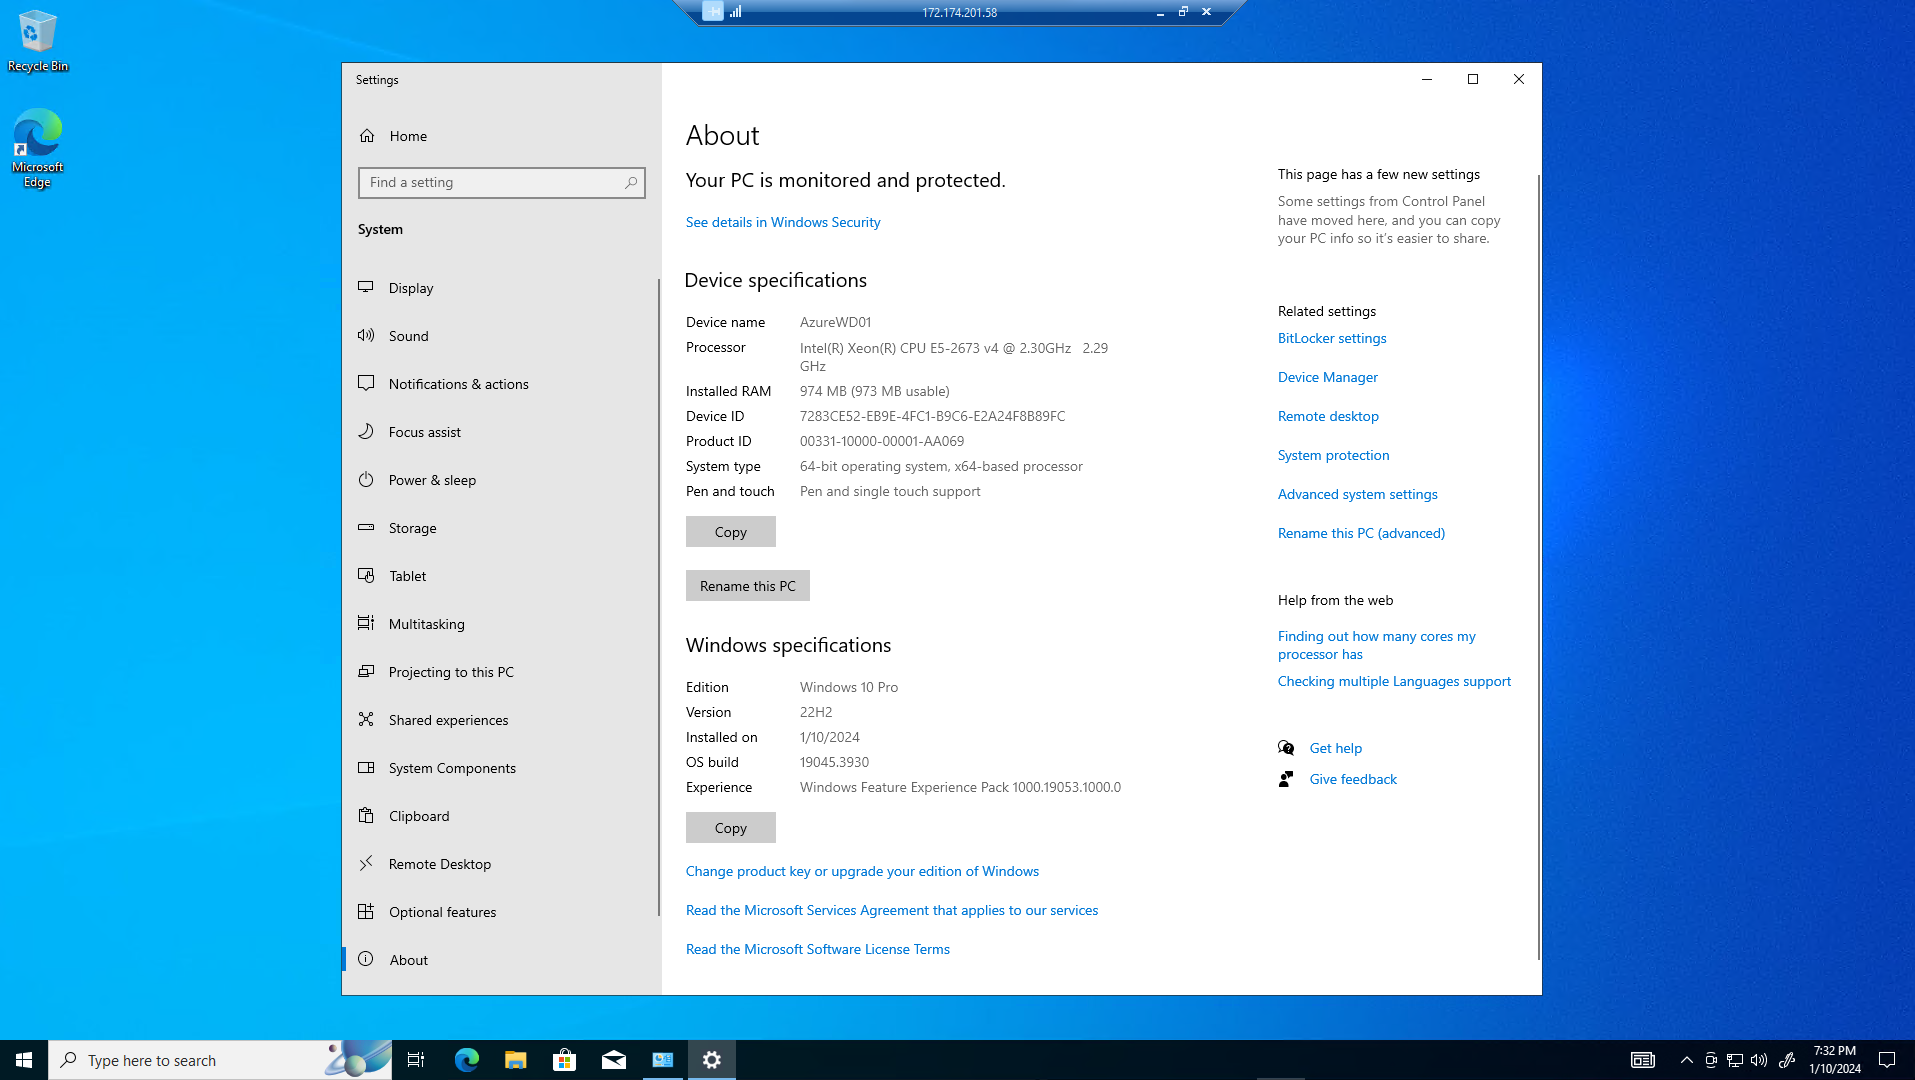 172.174.201.58
Recycle Bin
Microsoft
Edge
Settings
Home
Find a setting
System
Display
Sound
Notifications & actions
Focus assist
Power & sleep
Storage
Tablet
Multitasking
Projecting to this PC
Shared experiences
System Components
Clipboard
Remote Desktop
Optional features
About
About
Your PC is monitored and protected.
See details in Windows Security
Device specifications
Device name AzureWD01
Processor Intel(R) Xeon(R) CPU E5-2673 v4 @ 2.30GHz 2.29
GHz
Installed RAM 974 MB (973 MB usable)
Device ID 7283CE52-EB9E-4FC1-B9C6-E2A24F8B89FC
Product ID 00331-10000-00001-AA069
System type 64-bit operating system, x64-based processor
Pen and touch Pen and single touch support
Copy
Rename this PC
Windows specifications
Edition Windows 10 Pro
Version 22H2
Installed on 1/10/2024
OS build 19045.3930
Experience Windows Feature Experience Pack 1000.19053.1000.0
Copy
Change product key or upgrade your edition of Windows
Read the Microsoft Services Agreement that applies to our services
Read the Microsoft Software License Terms
This page has a few new settings
Some settings from Control Panel
have moved here, and you can copy
your PC info so it's easier to share.
Related settings
BitLocker settings
Device Manager
Remote desktop
System protection
Advanced system settings
Rename this PC (advanced)
Help from the web
Finding out how many cores my
processor has
Checking multiple Languages support
Get help
Give feedback
Type here to search
7:32 PM
1/10/2024